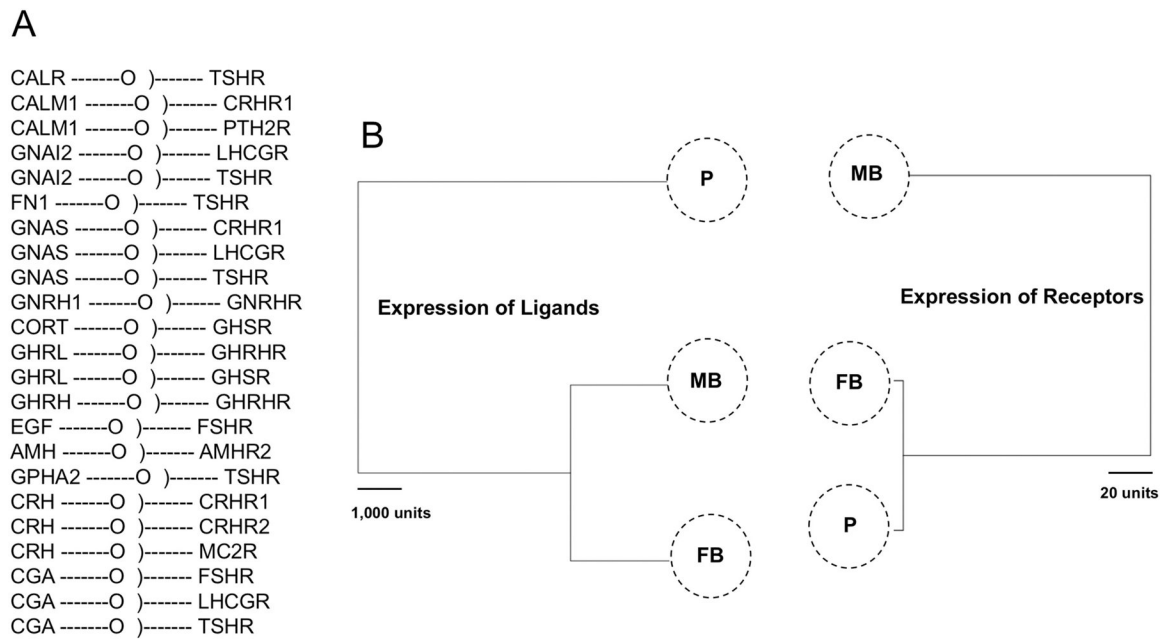 A
CALR -------O )------- TSHR
CALM1 -------O )------- CRHR1
CALM1 -------O )------- PTH2R
GNAI2 -------O )------- LHCGR
GNAI2 -------O )------- TSHR
FN1 -------O )------- TSHR
GNAS -------O )------- CRHR1
GNAS -------O )------- LHCGR
GNAS -------O )------- TSHR
GNRH1 -------O )------- GNRHR
CORT -------O )------- GHSR
GHRL -------O )------- GHRHR
GHRL -------O )------- GHSR
GHRH -------O )------- GHRHR
EGF -------O )------- FSHR
AMH -------O )------- AMHR2
GPHA2 -------O )------- TSHR
CRH -------O )------- CRHR1
CRH -------O )------- CRHR2
CRH -------O )------- MC2R
CGA -------O )------- FSHR
CGA -------O )------- LHCGR
CGA -------O )------- TSHR
B
P
MB
Expression of Ligands
Expression of Receptors
MB
FB
1,000 units
20 units
FB
P